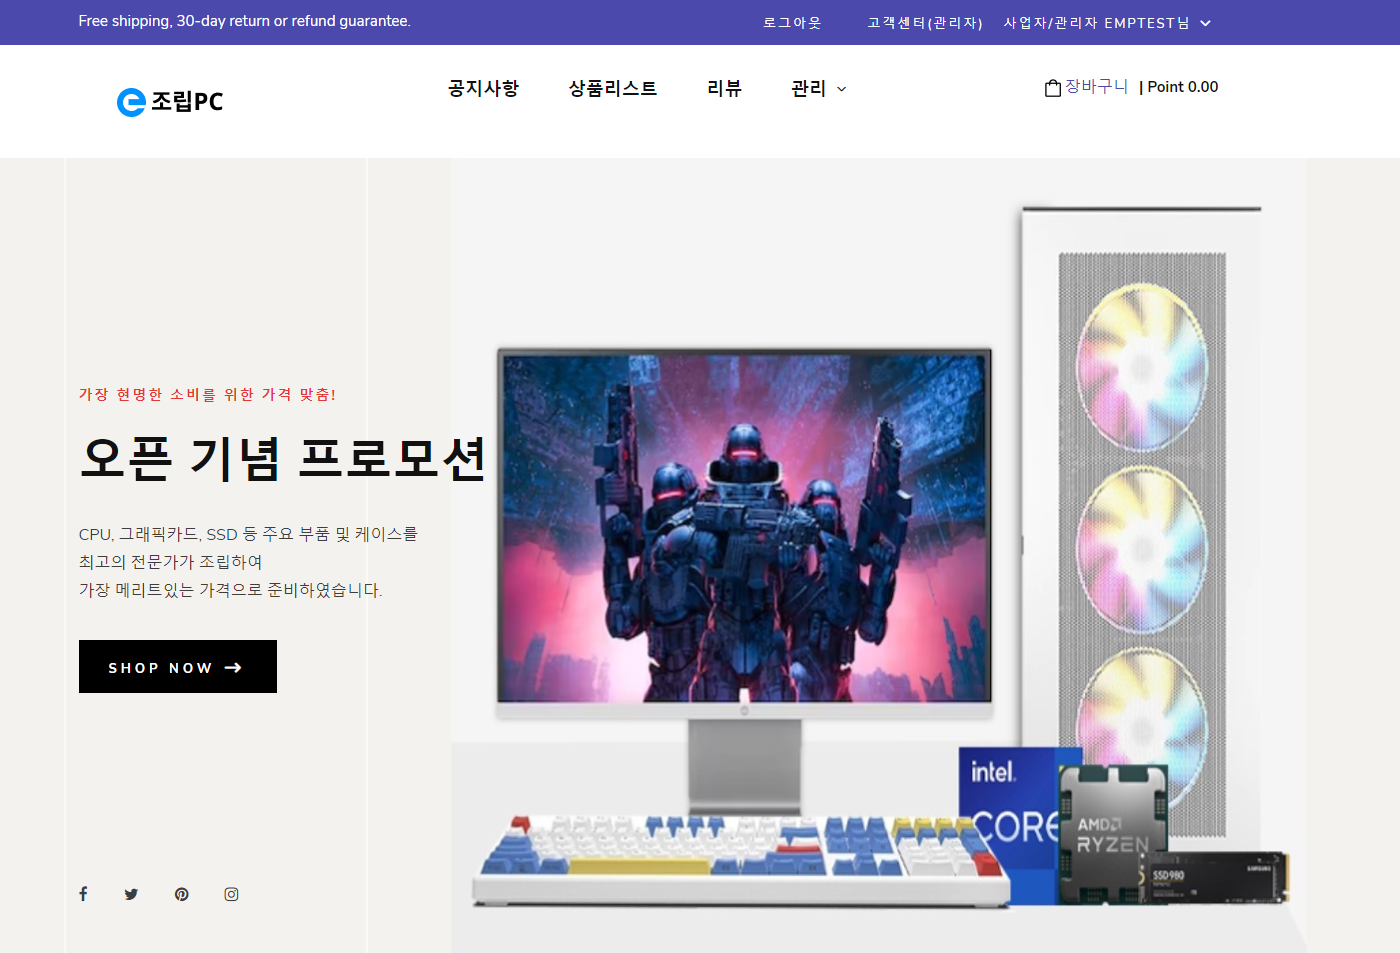 Free shipping, 30-day return or refund guarantee.
로그아웃
고객센터(관리자)
사업자/관리자 EMPTEST님
조립PC
공지사항
상품리스트
리뷰
관리
장바구니 | Point 0.00
가장 현명한 소비를 위한 가격 맞춤!
오픈 기념 프로모션
CPU, 그래픽카드, SSD 등 주요 부품 및 케이스를
최고의 전문가가 조립하여
가장 메리트있는 가격으로 준비하였습니다.
SHOP NOW
intel.
CORE
AMD
RYZEN
SSD 980
SAMSUNG